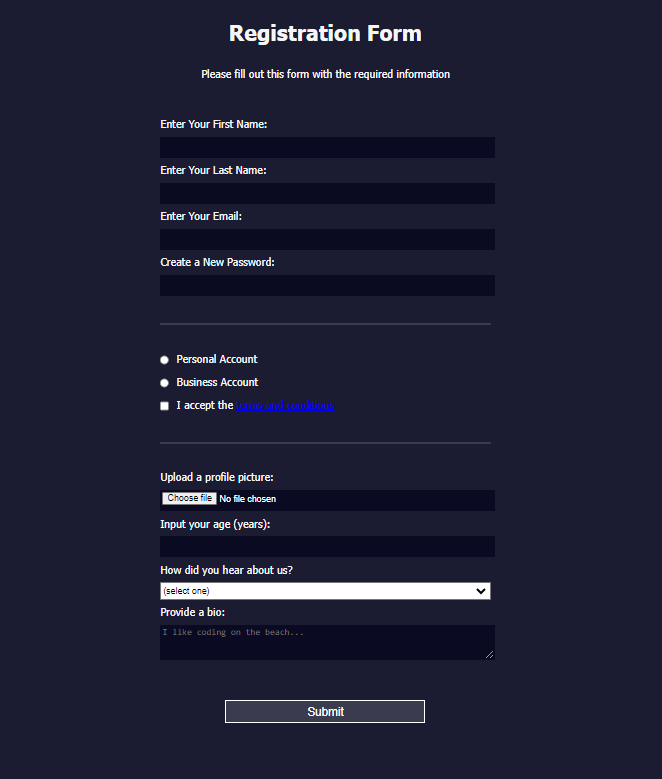 Registration Form
Please fill out this form with the required information
Enter Your First Name:
Enter Your Last Name:
Enter Your Email:
Create a New Password:
Personal Account
Business Account
I accept the terms and conditions
Upload a profile picture:
Choose file No file chosen
Input your age (years):
How did you hear about us?
(select one)
Provide a bio:
I like coding on the beach...
Submit